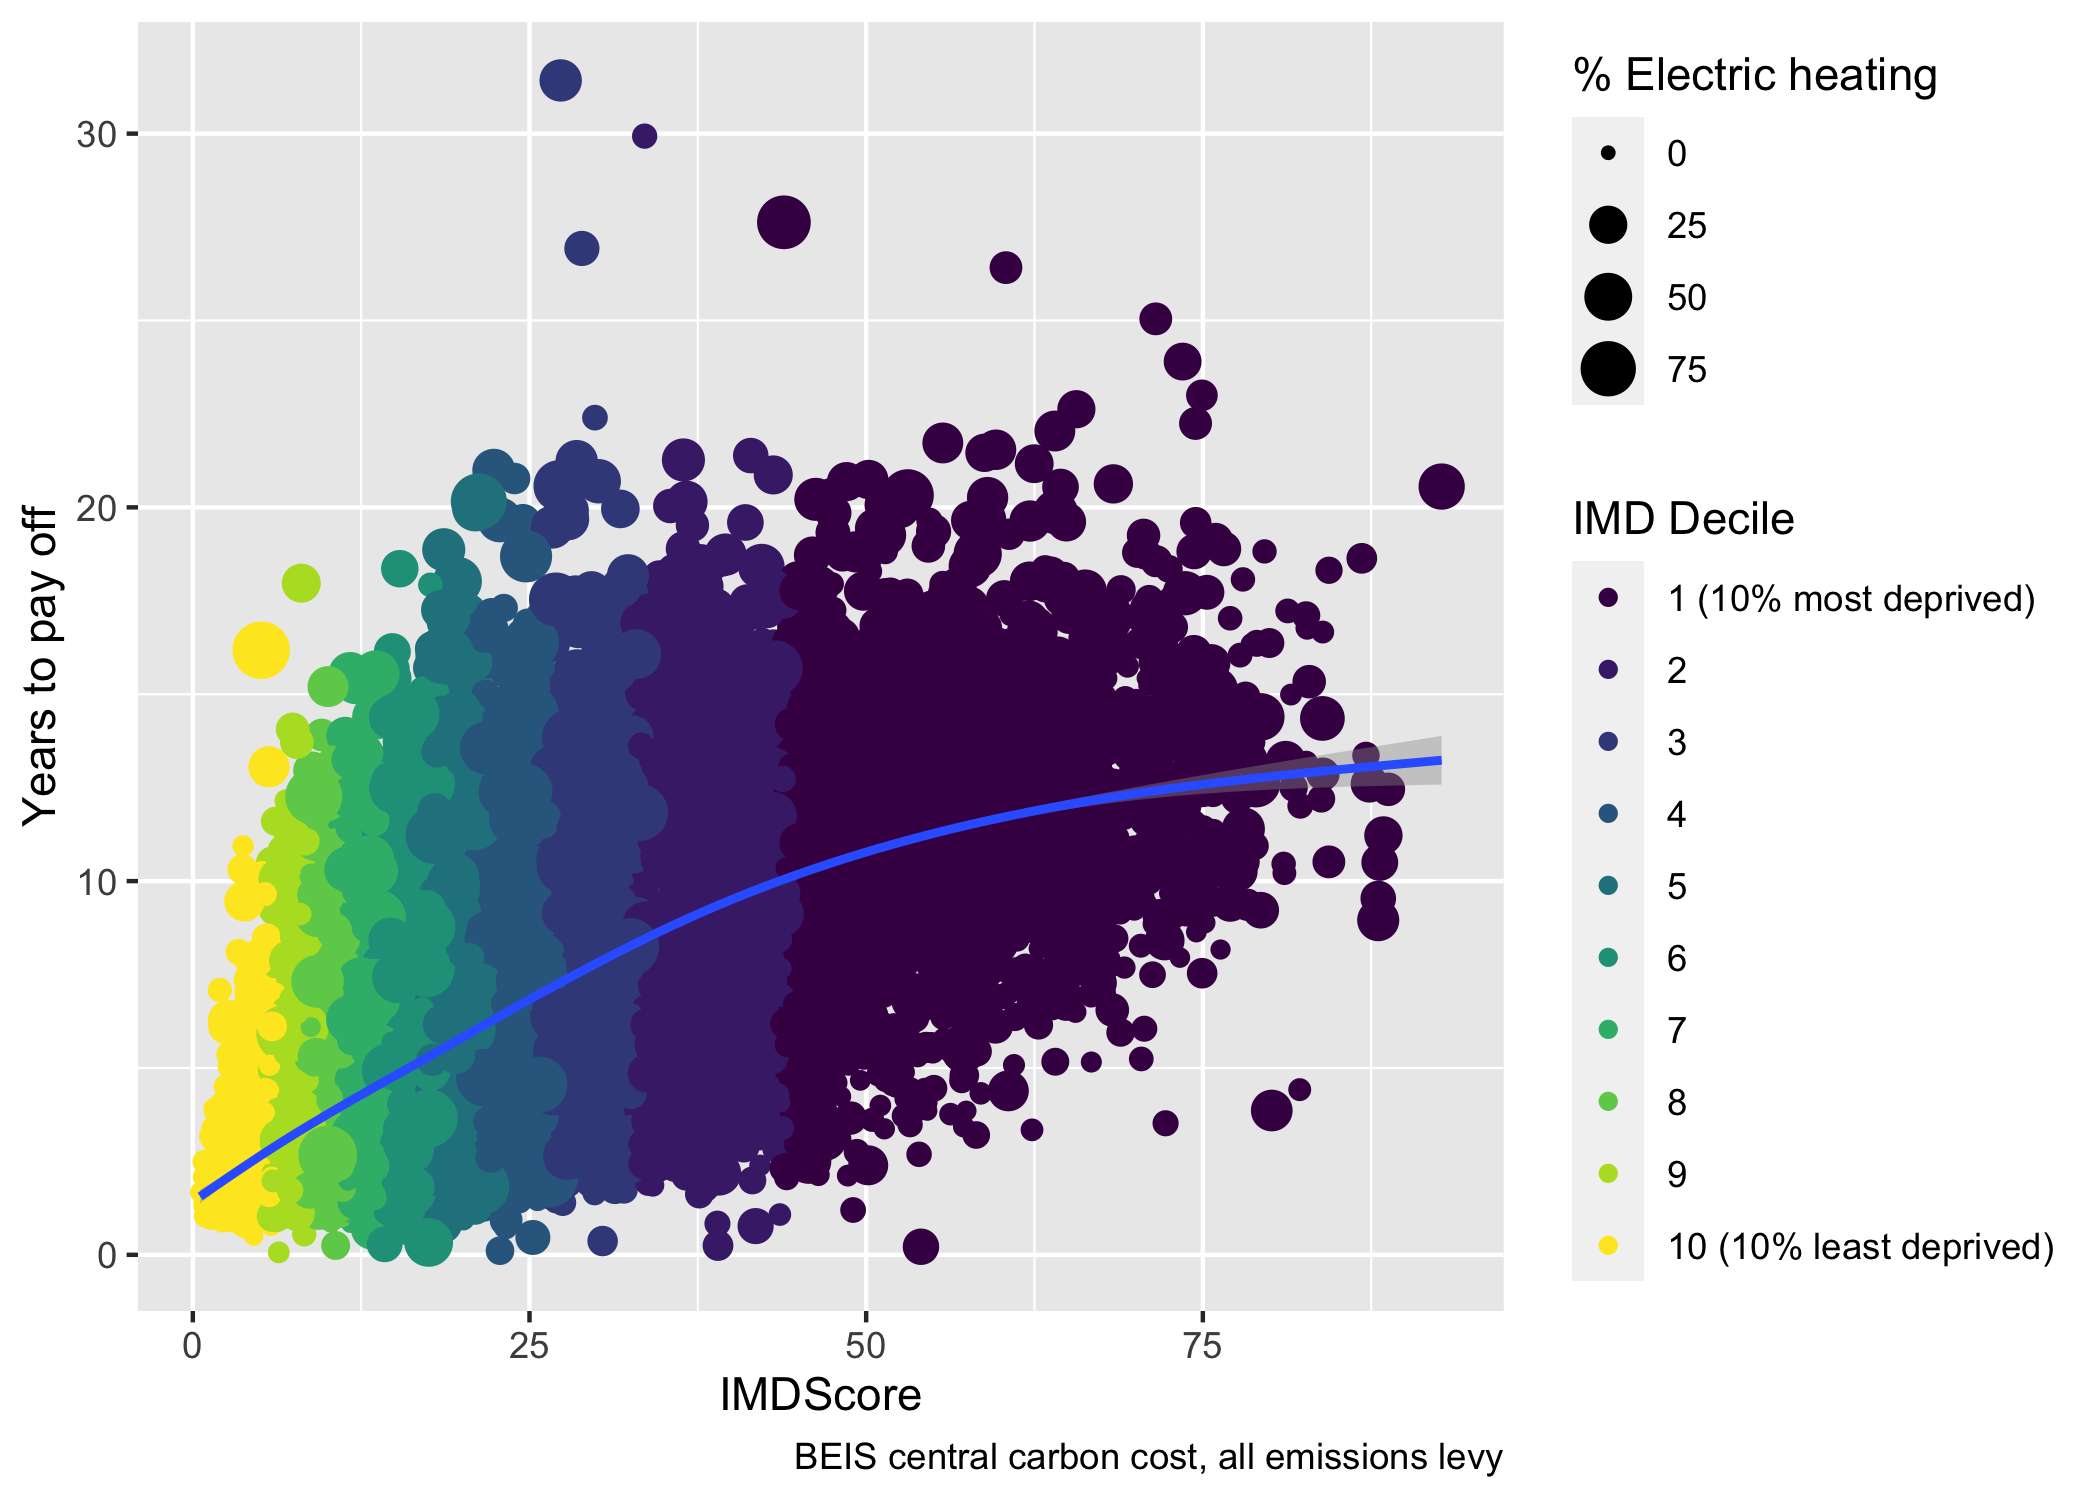 % Electric heating
0
25
50
75
IMD Decile
1 (10% most deprived)
2
3
4
5
6
7
8
9
10 (10% least deprived)
Years to pay off
30
20
10
0
0 25 50 75
IMDScore
BEIS central carbon cost, all emissions levy